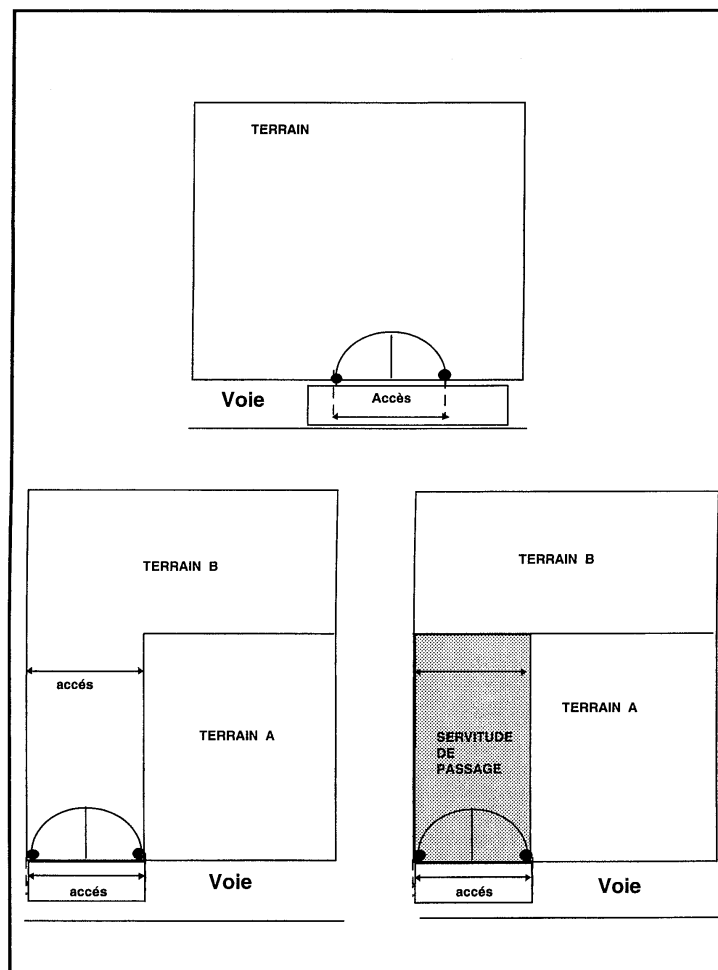 TERRAIN
Voie
Accès
TERRAIN B
accés
TERRAIN A
accés
Voie
TERRAIN B
TERRAIN A
SERVITUDE
DE
PASSAGE
accés
Voie